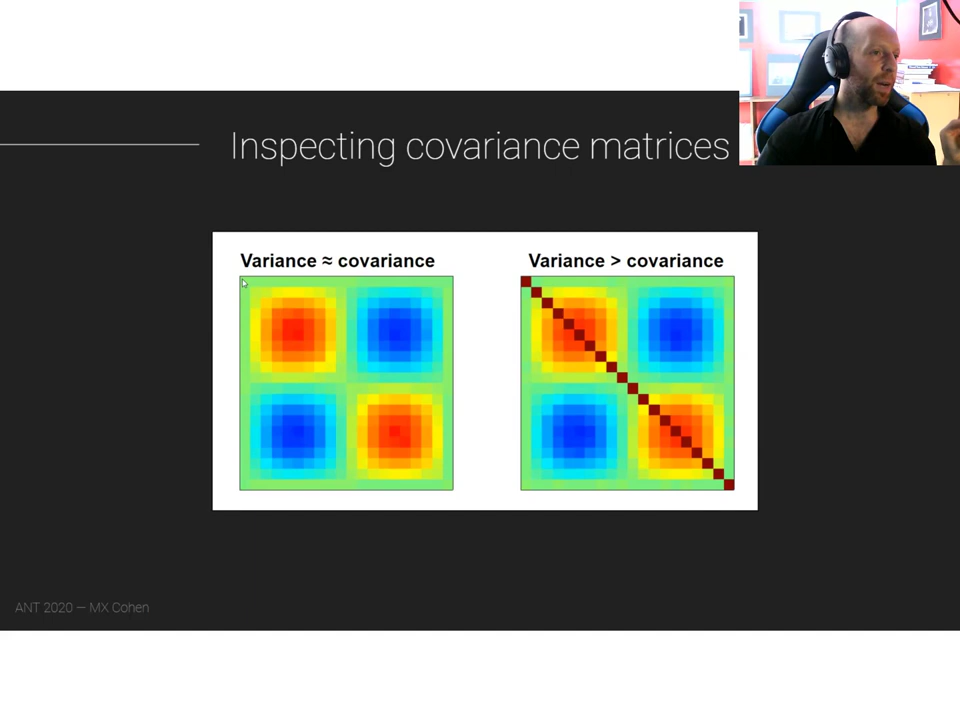 Inspecting covariance matrices
Variance ≈ covariance
Variance > covariance
ANT 2020 — MX Cohen